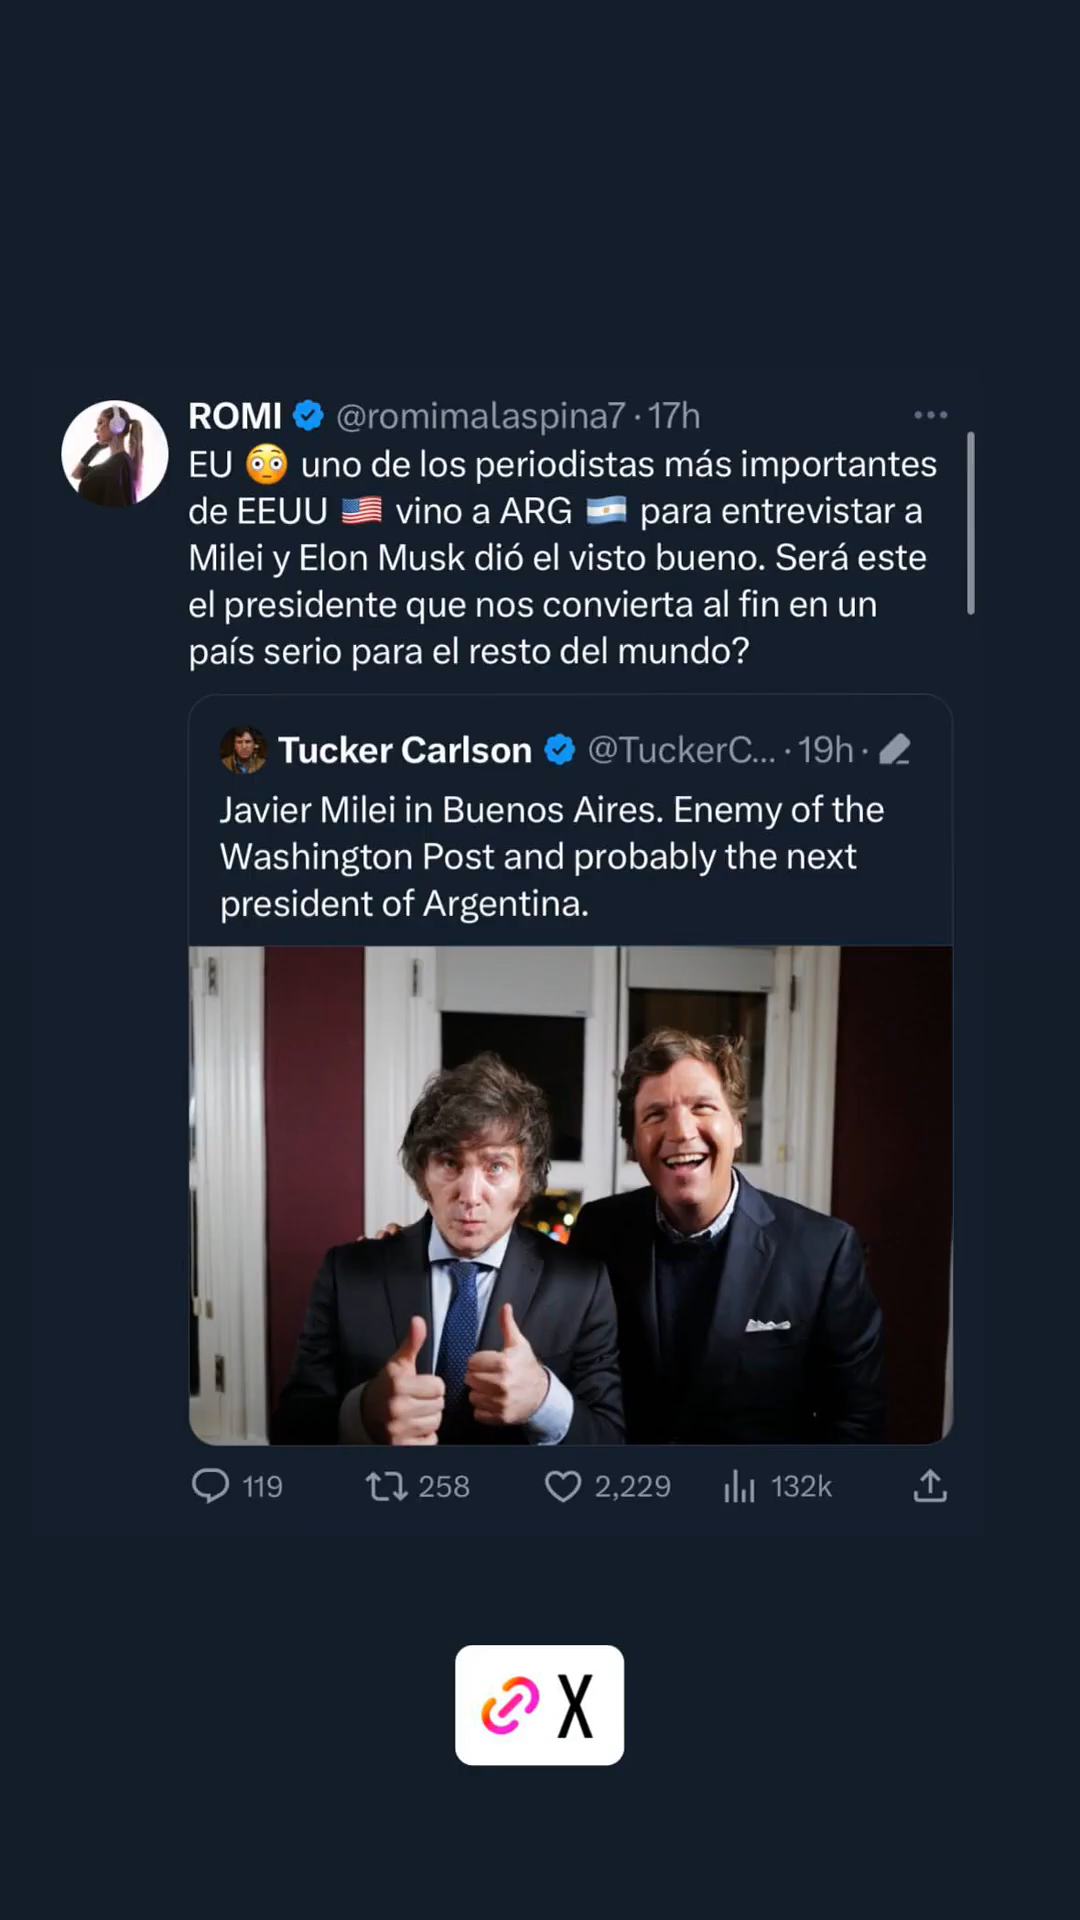 ROMI @romimalaspina7 · 17h
EU 😳 uno de los periodistas más importantes
de EEUU 🇺🇸 vino a ARG 🇦🇷 para entrevistar a
Milei y Elon Musk dió el visto bueno. Será este
el presidente que nos convierta al fin en un
país serio para el resto del mundo?
Tucker Carlson @TuckerC... · 19h ·
Javier Milei in Buenos Aires. Enemy of the
Washington Post and probably the next
president of Argentina.
119 258 2,229 132k
X